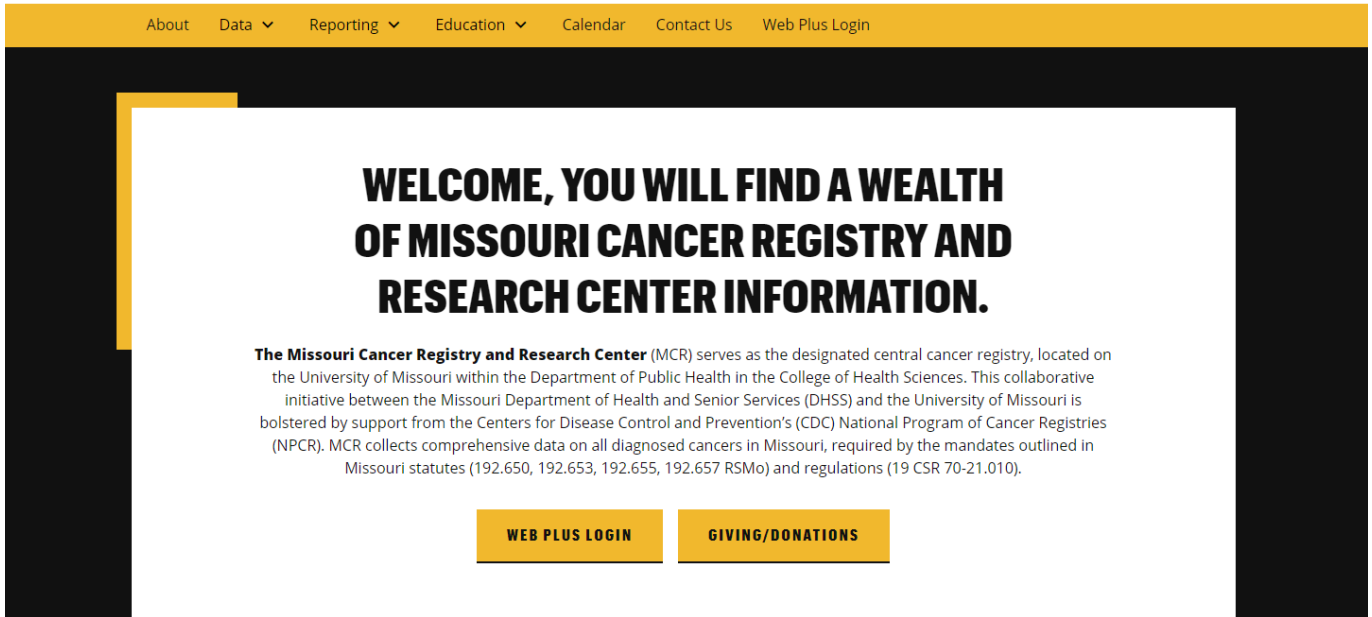 About Data Reporting Education Calendar Contact Us Web Plus Login
WELCOME, YOU WILL FIND A WEALTH
OF MISSOURI CANCER REGISTRY AND
RESEARCH CENTER INFORMATION.
The Missouri Cancer Registry and Research Center (MCR) serves as the designated central cancer registry, located on
the University of Missouri within the Department of Public Health in the College of Health Sciences. This collaborative
initiative between the Missouri Department of Health and Senior Services (DHSS) and the University of Missouri is
bolstered by support from the Centers for Disease Control and Prevention’s (CDC) National Program of Cancer Registries
(NPCR). MCR collects comprehensive data on all diagnosed cancers in Missouri, required by the mandates outlined in
Missouri statutes (192.650, 192.653, 192.655, 192.657 RSMo) and regulations (19 CSR 70-21.010).
WEB PLUS LOGIN GIVING/DONATIONS